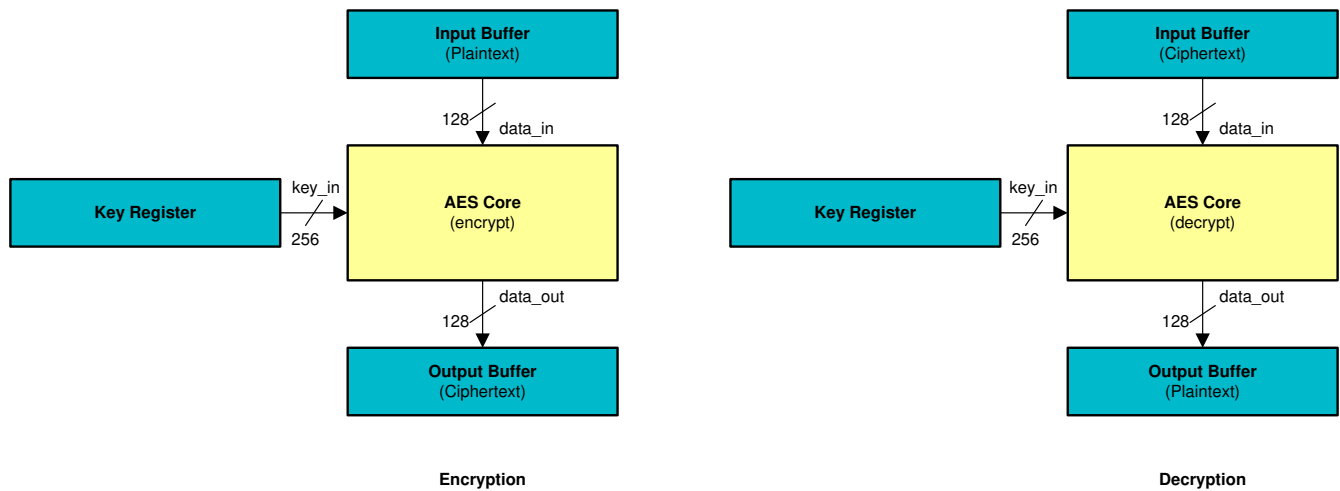 Input Buffer
(Plaintext)
128
data_in
key_in
Key Register
256
AES Core
(encrypt)
data_out
128
Output Buffer
(Ciphertext)
Encryption
Input Buffer
(Ciphertext)
128
data_in
key_in
Key Register
256
AES Core
(decrypt)
data_out
128
Output Buffer
(Plaintext)
Decryption